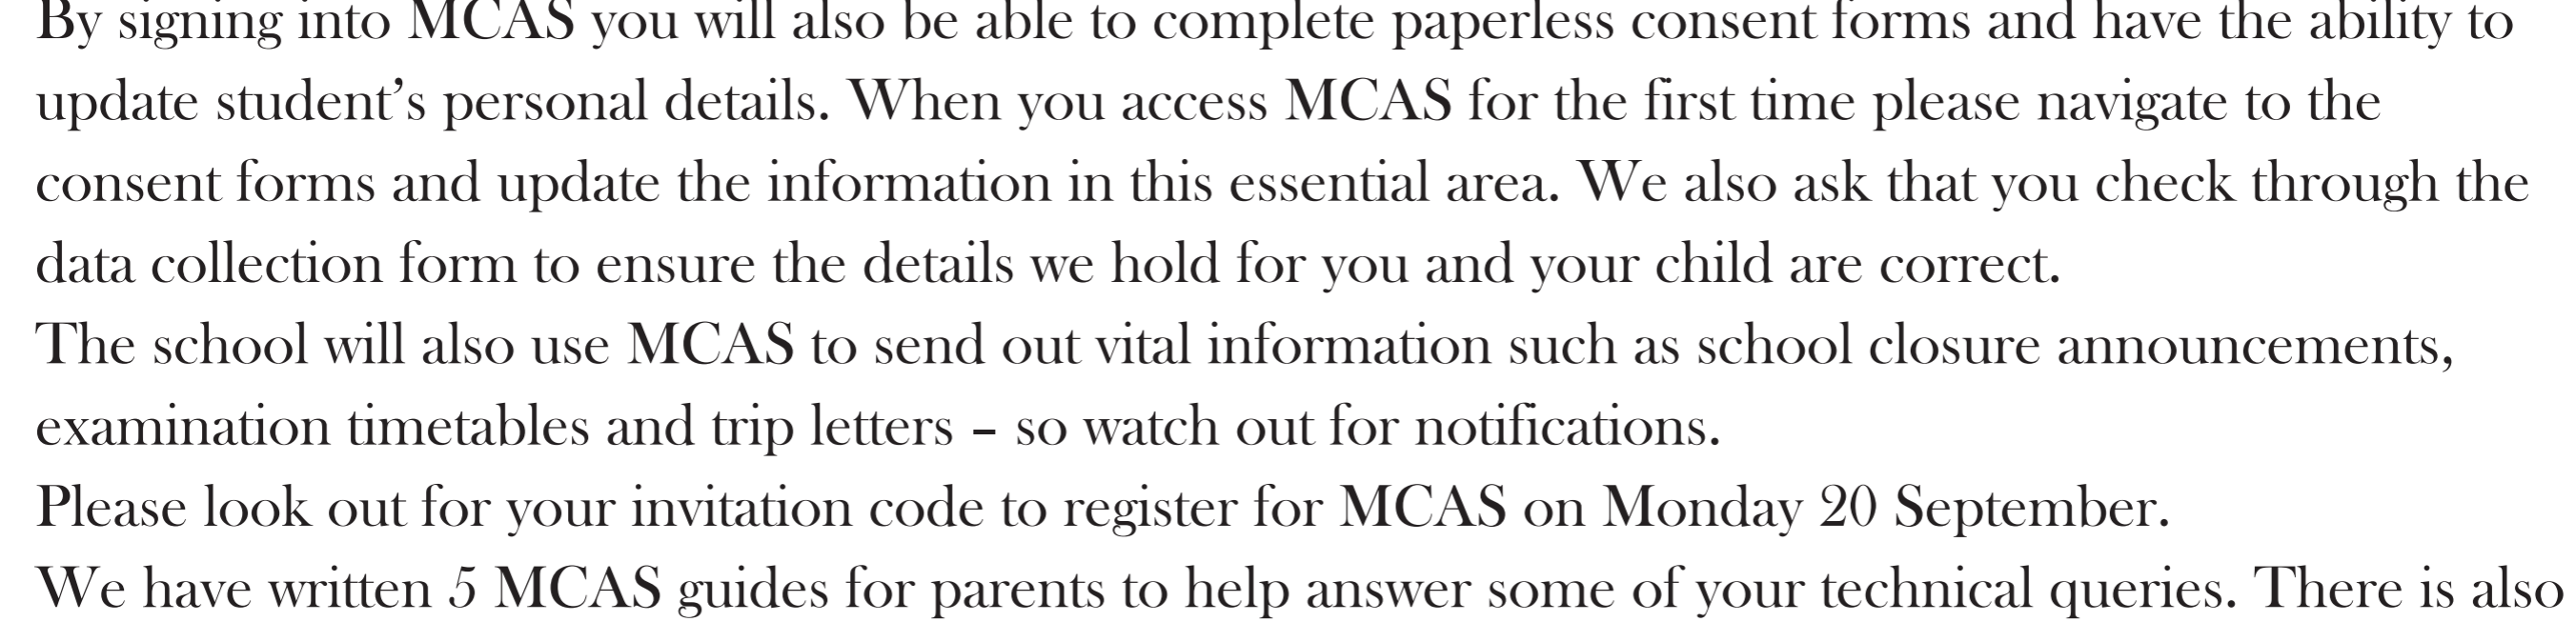 By signing into MCAS you will also be able to complete paperless consent forms and have the ability to
update student’s personal details. When you access MCAS for the first time please navigate to the
consent forms and update the information in this essential area. We also ask that you check through the
data collection form to ensure the details we hold for you and your child are correct.
The school will also use MCAS to send out vital information such as school closure announcements,
examination timetables and trip letters – so watch out for notifications.
Please look out for your invitation code to register for MCAS on Monday 20 September.
We have written 5 MCAS guides for parents to help answer some of your technical queries. There is also